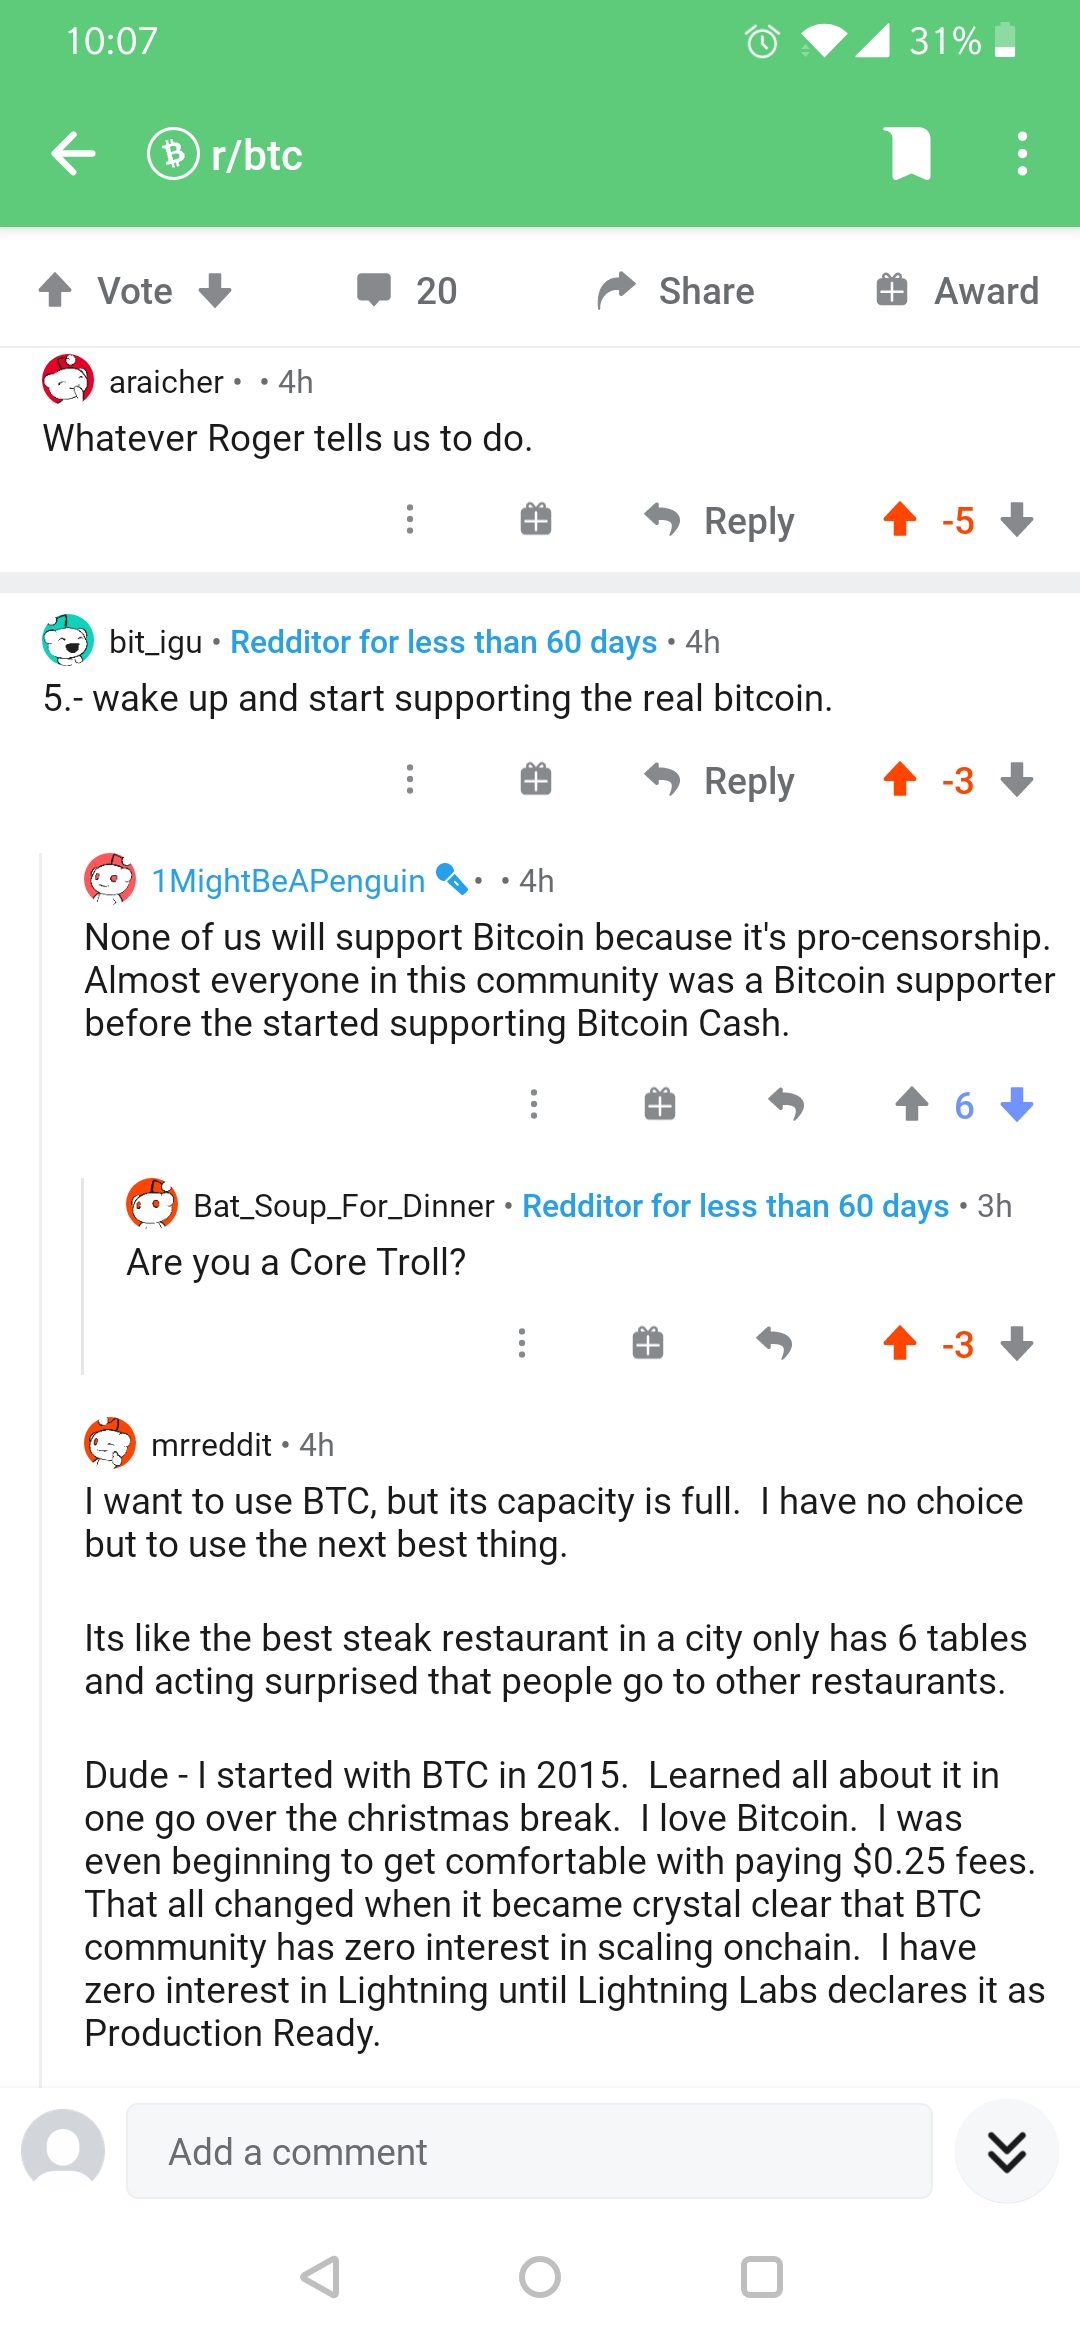 10:07
31%
r/btc
Vote
20
Share
Award
araicher • • 4h
Whatever Roger tells us to do.
Reply
-5
bit_igu • Redditor for less than 60 days • 4h
5.- wake up and start supporting the real bitcoin.
Reply
-3
1MightBeAPenguin • • 4h
None of us will support Bitcoin because it's pro-censorship.
Almost everyone in this community was a Bitcoin supporter
before the started supporting Bitcoin Cash.
6
Bat_Soup_For_Dinner • Redditor for less than 60 days • 3h
Are you a Core Troll?
-3
mrreddit • 4h
I want to use BTC, but its capacity is full.  I have no choice
but to use the next best thing.
Its like the best steak restaurant in a city only has 6 tables
and acting surprised that people go to other restaurants.
Dude - I started with BTC in 2015.  Learned all about it in
one go over the christmas break.  I love Bitcoin.  I was
even beginning to get comfortable with paying $0.25 fees.
That all changed when it became crystal clear that BTC
community has zero interest in scaling onchain.  I have
zero interest in Lightning until Lightning Labs declares it as
Production Ready.
Add a comment